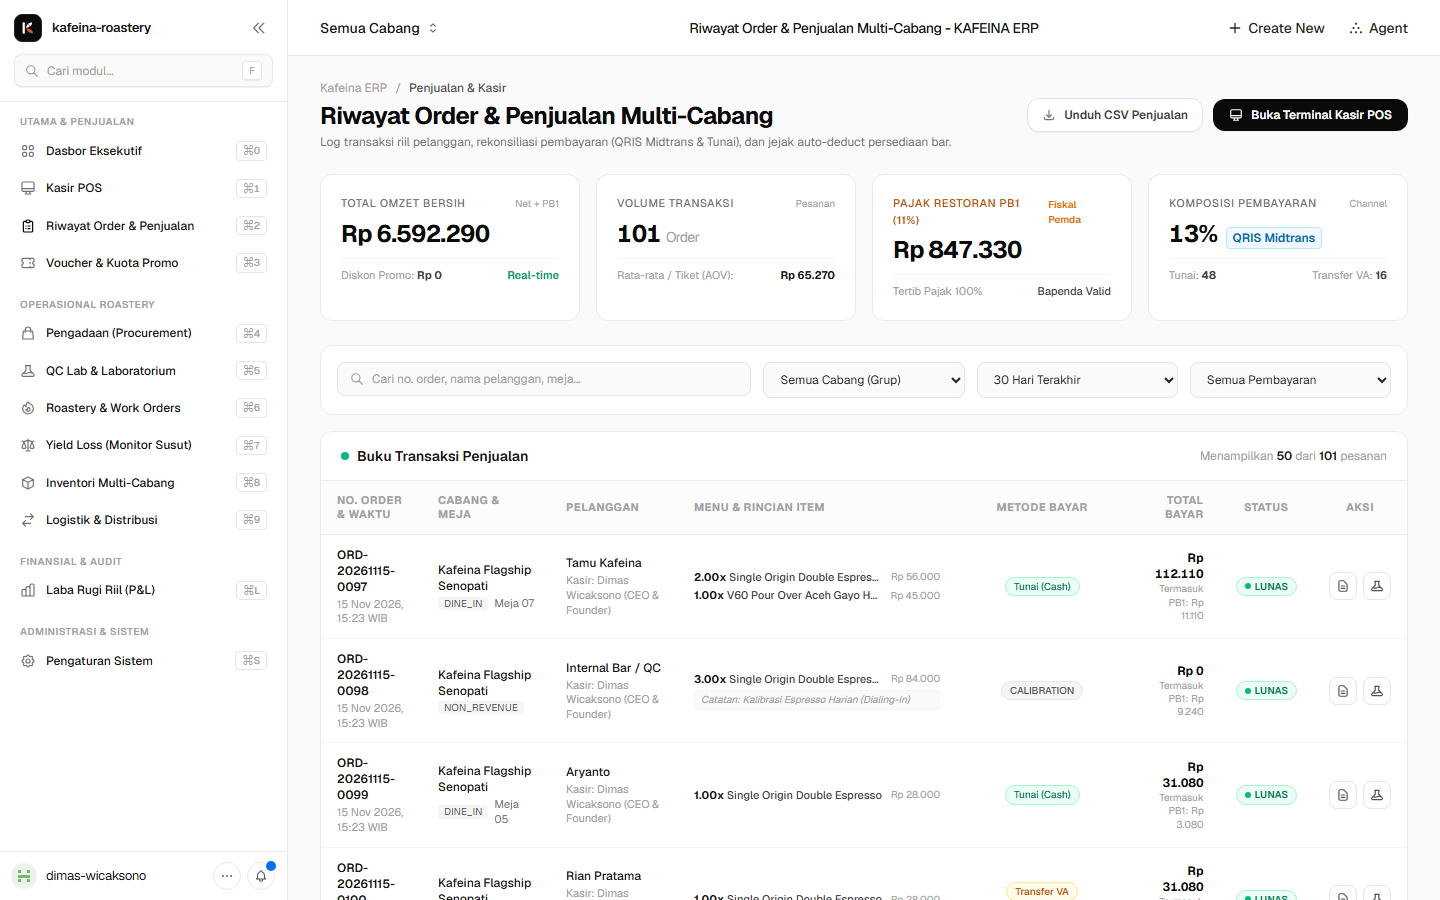 kafeina-roastery
Cari modul...
F
UTAMA & PENJUALAN
Dasbor Eksekutif ⌘0
Kasir POS ⌘1
Riwayat Order & Penjualan ⌘2
Voucher & Kuota Promo ⌘3
OPERASIONAL ROASTERY
Pengadaan (Procurement) ⌘4
QC Lab & Laboratorium ⌘5
Roastery & Work Orders ⌘6
Yield Loss (Monitor Susut) ⌘7
Inventori Multi-Cabang ⌘8
Logistik & Distribusi ⌘9
FINANSIAL & AUDIT
Laba Rugi Riil (P&L) ⌘L
ADMINISTRASI & SISTEM
Pengaturan Sistem ⌘S
dimas-wicaksono
Semua Cabang
Riwayat Order & Penjualan Multi-Cabang - KAFEINA ERP
Create New
Agent
Kafeina ERP / Penjualan & Kasir
Riwayat Order & Penjualan Multi-Cabang
Log transaksi riil pelanggan, rekonsiliasi pembayaran (QRIS Midtrans & Tunai), dan jejak auto-deduct persediaan bar.
Unduh CSV Penjualan
Buka Terminal Kasir POS
TOTAL OMZET BERSIH Net + PB1
Rp 6.592.290
Diskon Promo: Rp 0 Real-time
VOLUME TRANSAKSI Pesanan
101 Order
Rata-rata / Tiket (AOV): Rp 65.270
PAJAK RESTORAN PB1 (11%) Fiskal Pemda
Rp 847.330
Tertib Pajak 100% Bapenda Valid
KOMPOSISI PEMBAYARAN Channel
13% QRIS Midtrans
Tunai: 48 Transfer VA: 16
Cari no. order, nama pelanggan, meja...
Semua Cabang (Grup)
30 Hari Terakhir
Semua Pembayaran
Buku Transaksi Penjualan
Menampilkan 50 dari 101 pesanan
NO. ORDER & WAKTU
CABANG & MEJA
PELANGGAN
MENU & RINCIAN ITEM
METODE BAYAR
TOTAL BAYAR
STATUS
AKSI
ORD-
20261115-
0097
15 Nov 2026,
15:23 WIB
Kafeina Flagship
Senopati
DINE_IN Meja 07
Tamu Kafeina
Kasir: Dimas
Wicaksono (CEO &
Founder)
2.00x Single Origin Double Espres... Rp 56.000
1.00x V60 Pour Over Aceh Gayo H... Rp 45.000
Tunai (Cash)
Rp
112.110
Termasuk
PB1: Rp
11.110
LUNAS
ORD-
20261115-
0098
15 Nov 2026,
15:23 WIB
Kafeina Flagship
Senopati
NON_REVENUE
Internal Bar / QC
Kasir: Dimas
Wicaksono (CEO &
Founder)
3.00x Single Origin Double Espres... Rp 84.000
Catatan: Kalibrasi Espresso Harian (Dialing-in)
CALIBRATION
Rp 0
Termasuk
PB1: Rp
9.240
LUNAS
ORD-
20261115-
0099
15 Nov 2026,
15:23 WIB
Kafeina Flagship
Senopati
DINE_IN Meja
05
Aryanto
Kasir: Dimas
Wicaksono (CEO &
Founder)
1.00x Single Origin Double Espresso Rp 28.000
Tunai (Cash)
Rp
31.080
Termasuk
PB1: Rp
3.080
LUNAS
ORD-
20261115-
0100
Kafeina Flagship
Senopati
Rian Pratama
Kasir: Dimas
1.00x Single Origin Double Espresso Rp 28.000
Transfer VA
Rp
31.080
Termasuk
LUNAS